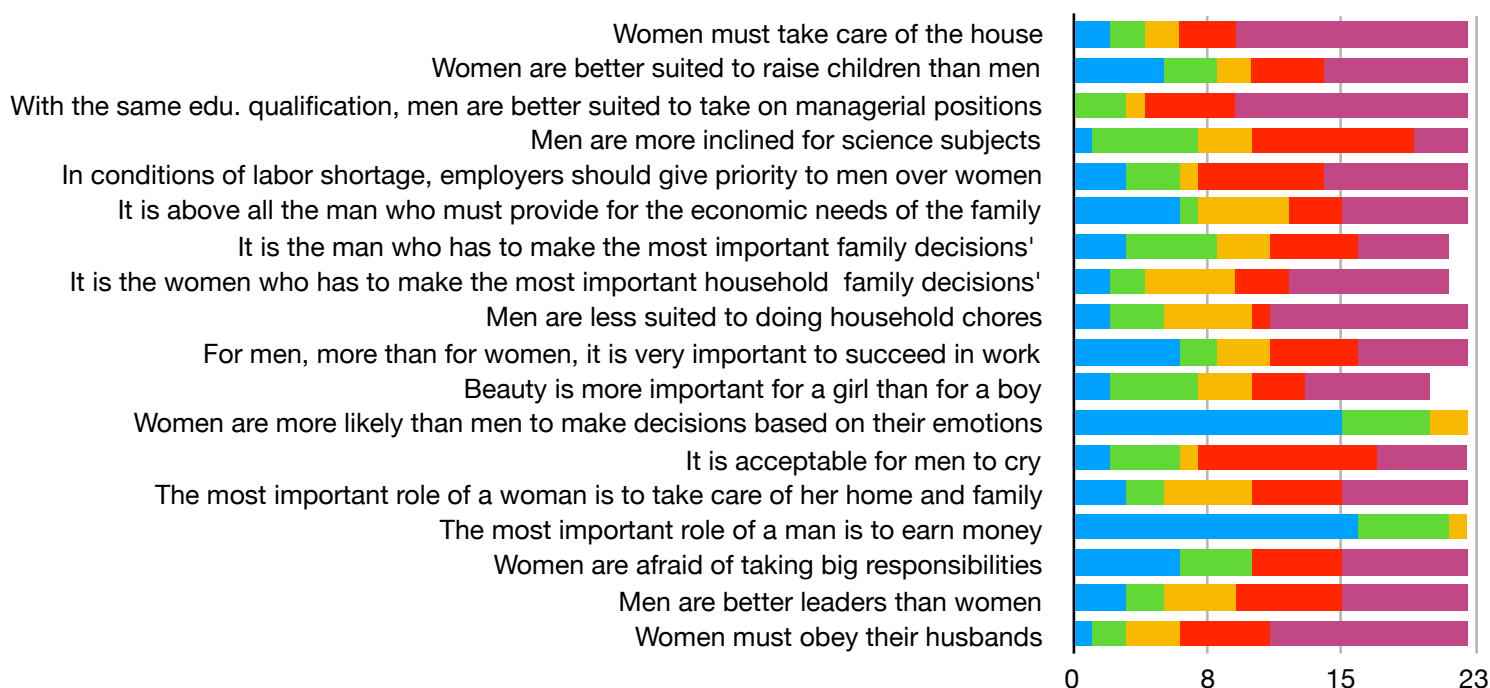 Women must take care of the house
Women are better suited to raise children than men
With the same edu. qualification, men are better suited to take on managerial positions
Men are more inclined for science subjects
In conditions of labor shortage, employers should give priority to men over women
It is above all the man who must provide for the economic needs of the family
It is the man who has to make the most important family decisions'
It is the women who has to make the most important household  family decisions'
Men are less suited to doing household chores
For men, more than for women, it is very important to succeed in work
Beauty is more important for a girl than for a boy
Women are more likely than men to make decisions based on their emotions
It is acceptable for men to cry
The most important role of a woman is to take care of her home and family
The most important role of a man is to earn money
Women are afraid of taking big responsibilities
Men are better leaders than women
Women must obey their husbands
0 8 15 23